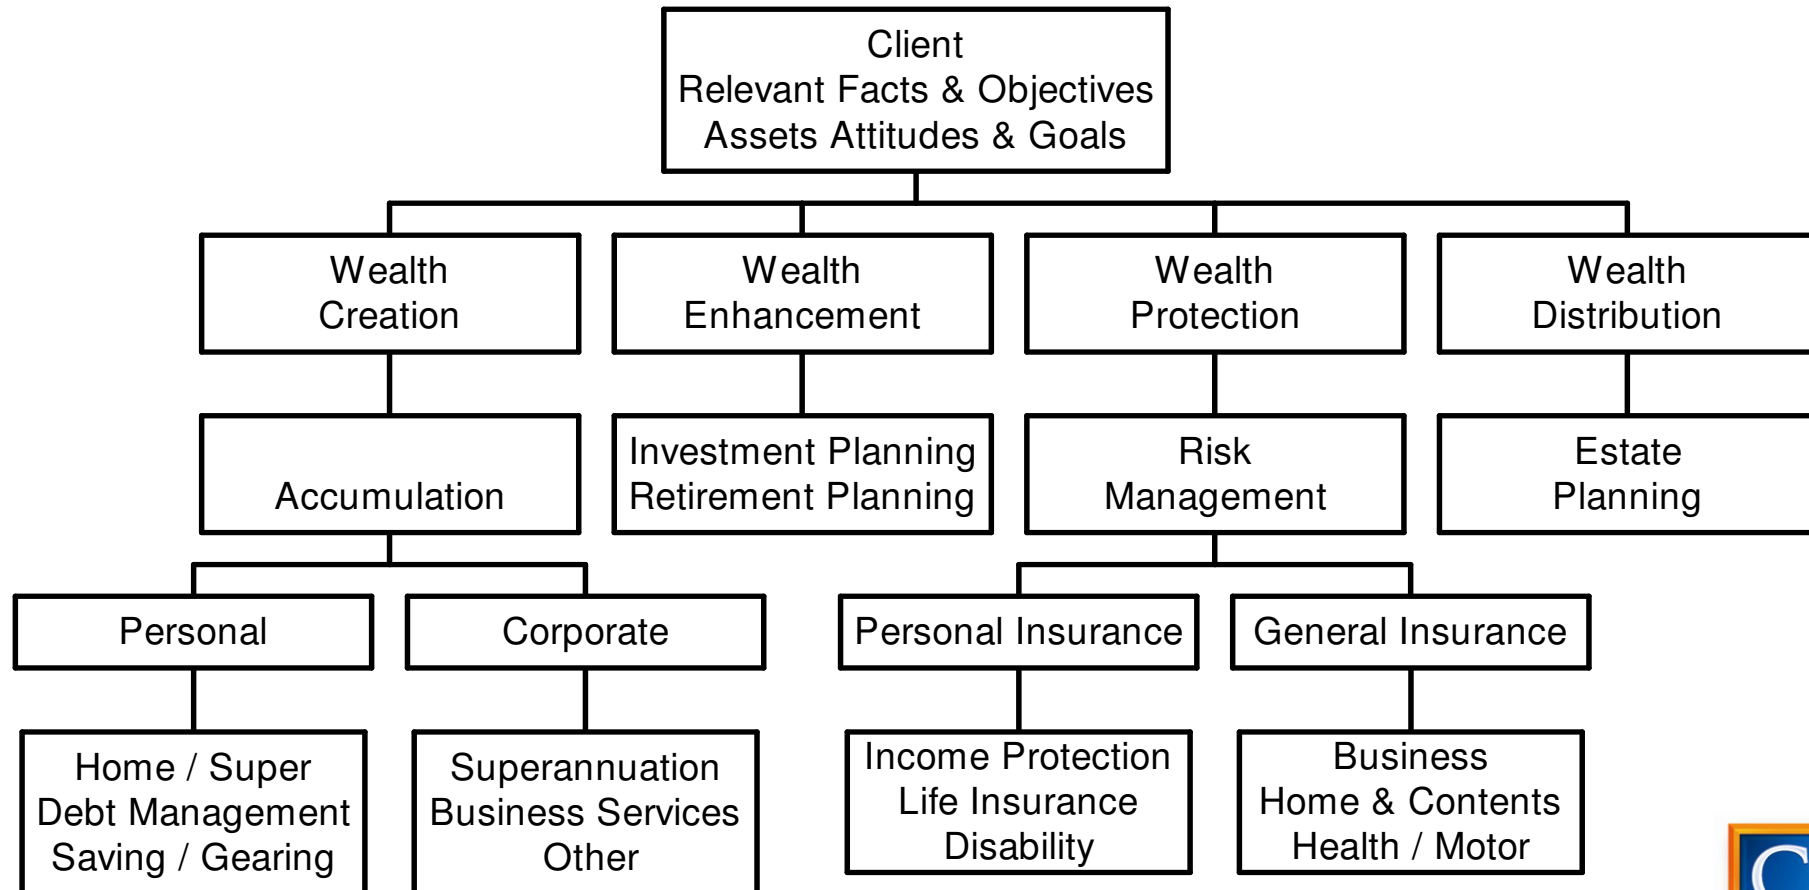 Client
Relevant Facts & Objectives
Assets Attitudes & Goals
Wealth
Creation
Wealth
Enhancement
Wealth
Protection
Wealth
Distribution
Accumulation
Investment Planning
Retirement Planning
Risk
Management
Estate
Planning
Personal
Corporate
Personal Insurance
General Insurance
Home / Super
Debt Management
Saving / Gearing
Superannuation
Business Services
Other
Income Protection
Life Insurance
Disability
Business
Home & Contents
Health / Motor